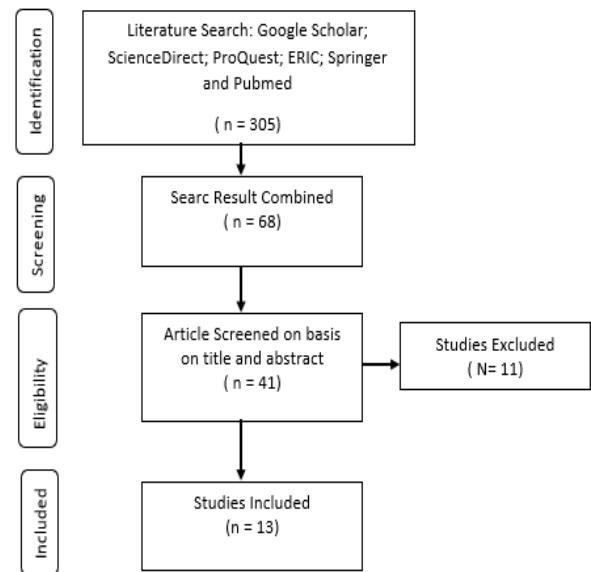 Identification
Literature Search: Google Scholar;
ScienceDirect; ProQuest; ERIC; Springer
and Pubmed
( n = 305)
Screening
Searc Result Combined
( n = 68)
Eligibility
Article Screened on basis
on title and abstract
( n = 41)
Studies Excluded
( N= 11)
Included
Studies Included
(n = 13)